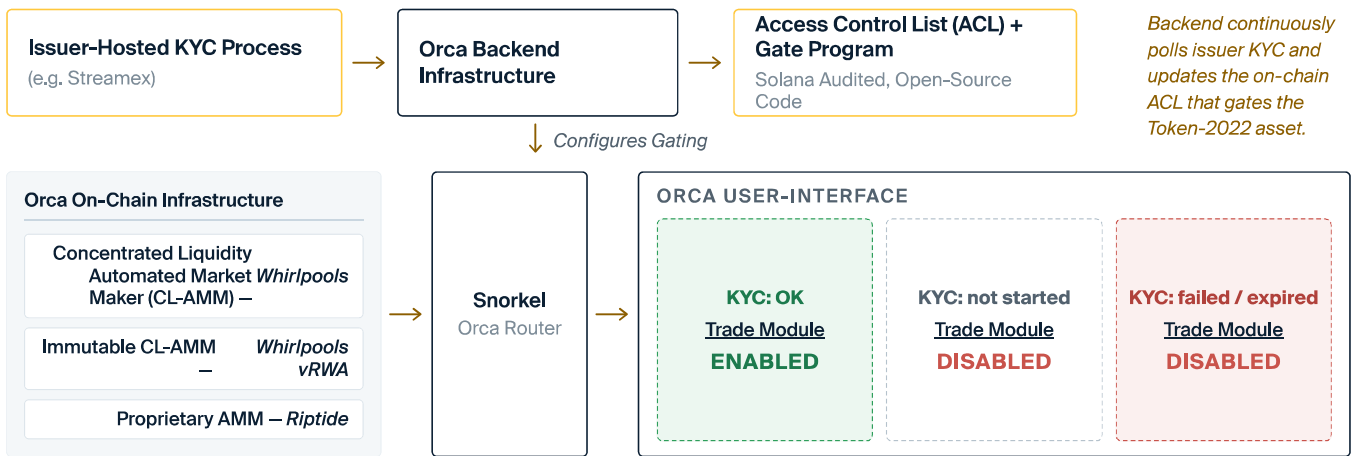 Issuer-Hosted KYC Process
(e.g. Streamex)
Orca Backend
Infrastructure
Access Control List (ACL) +
Gate Program
Solana Audited, Open-Source
Code
Backend continuously
polls issuer KYC and
updates the on-chain
ACL that gates the
Token-2022 asset.
Configures Gating
Orca On-Chain Infrastructure
Concentrated Liquidity
Automated Market Whirlpools
Maker (CL-AMM) —
Immutable CL-AMM Whirlpools
— vRWA
Proprietary AMM — Riptide
Snorkel
Orca Router
ORCA USER-INTERFACE
KYC: OK
Trade Module
ENABLED
KYC: not started
Trade Module
DISABLED
KYC: failed / expired
Trade Module
DISABLED